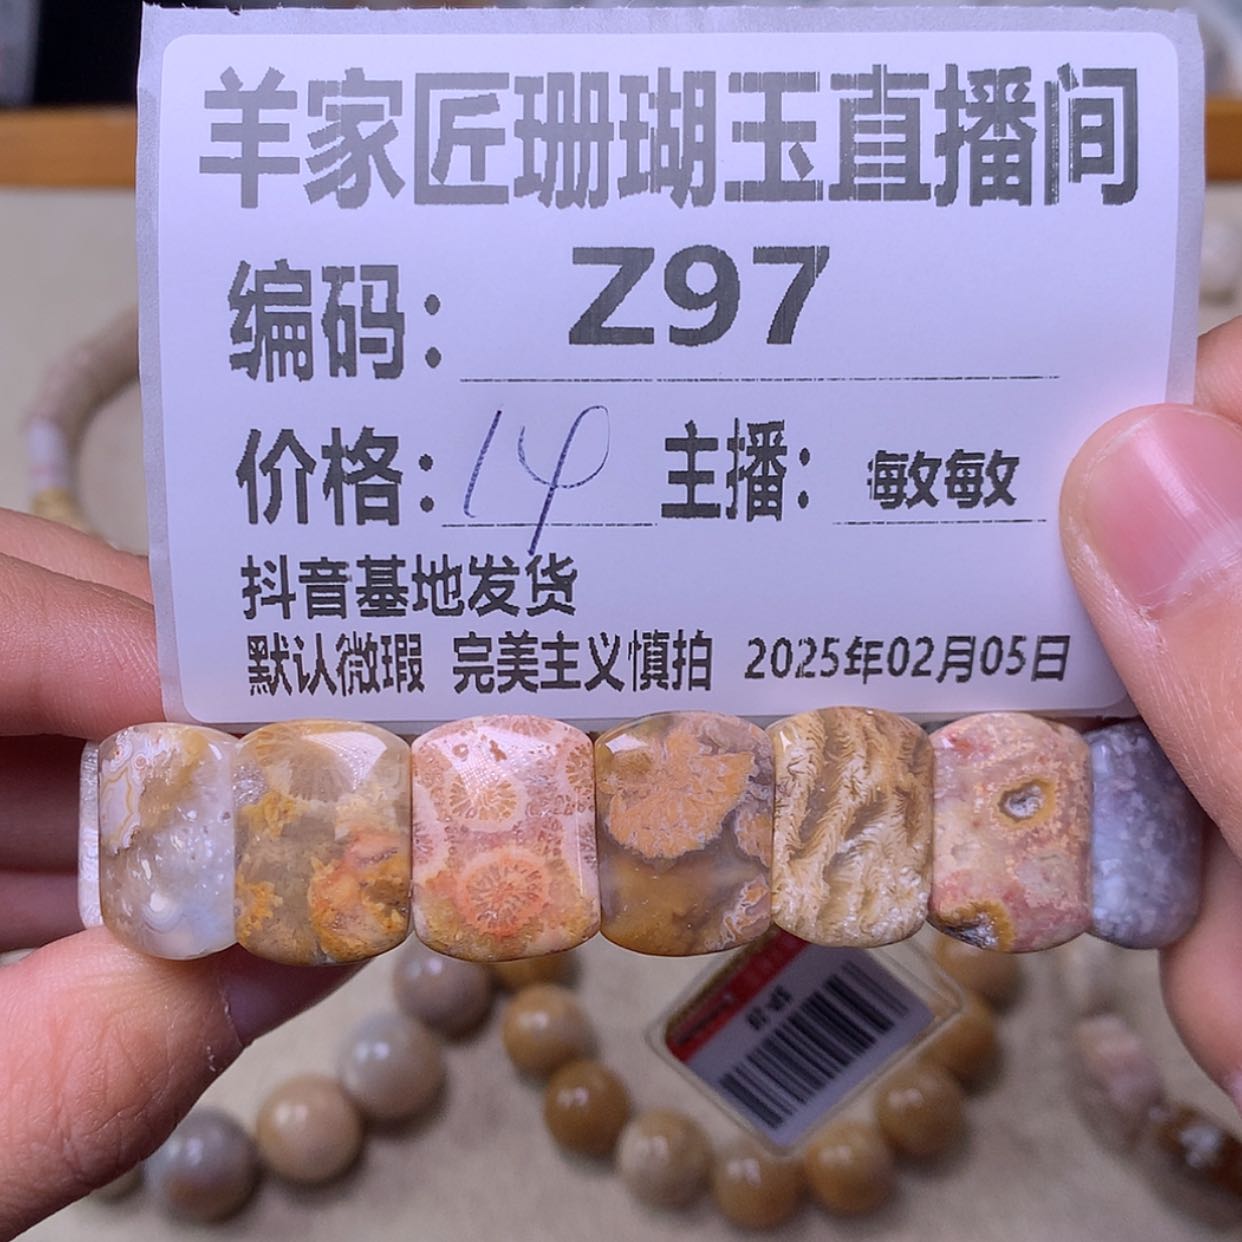 羊家匠珊瑚玉直播间
编码： Z97
价格：14 主播： 敏敏
抖音基地发货
默认微瑕 完美主义慎拍 2025年02月05日